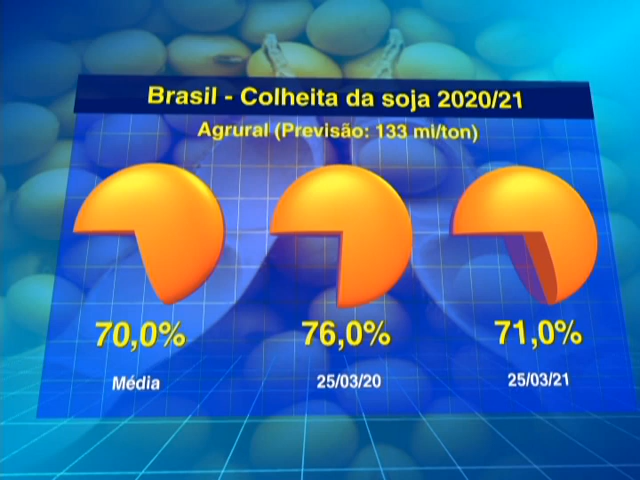 Brasil - Colheita da soja 2020/21
Agrural (Previsão: 133 mi/ton)
70,0% 76,0% 71,0%
Média 25/03/20 25/03/21